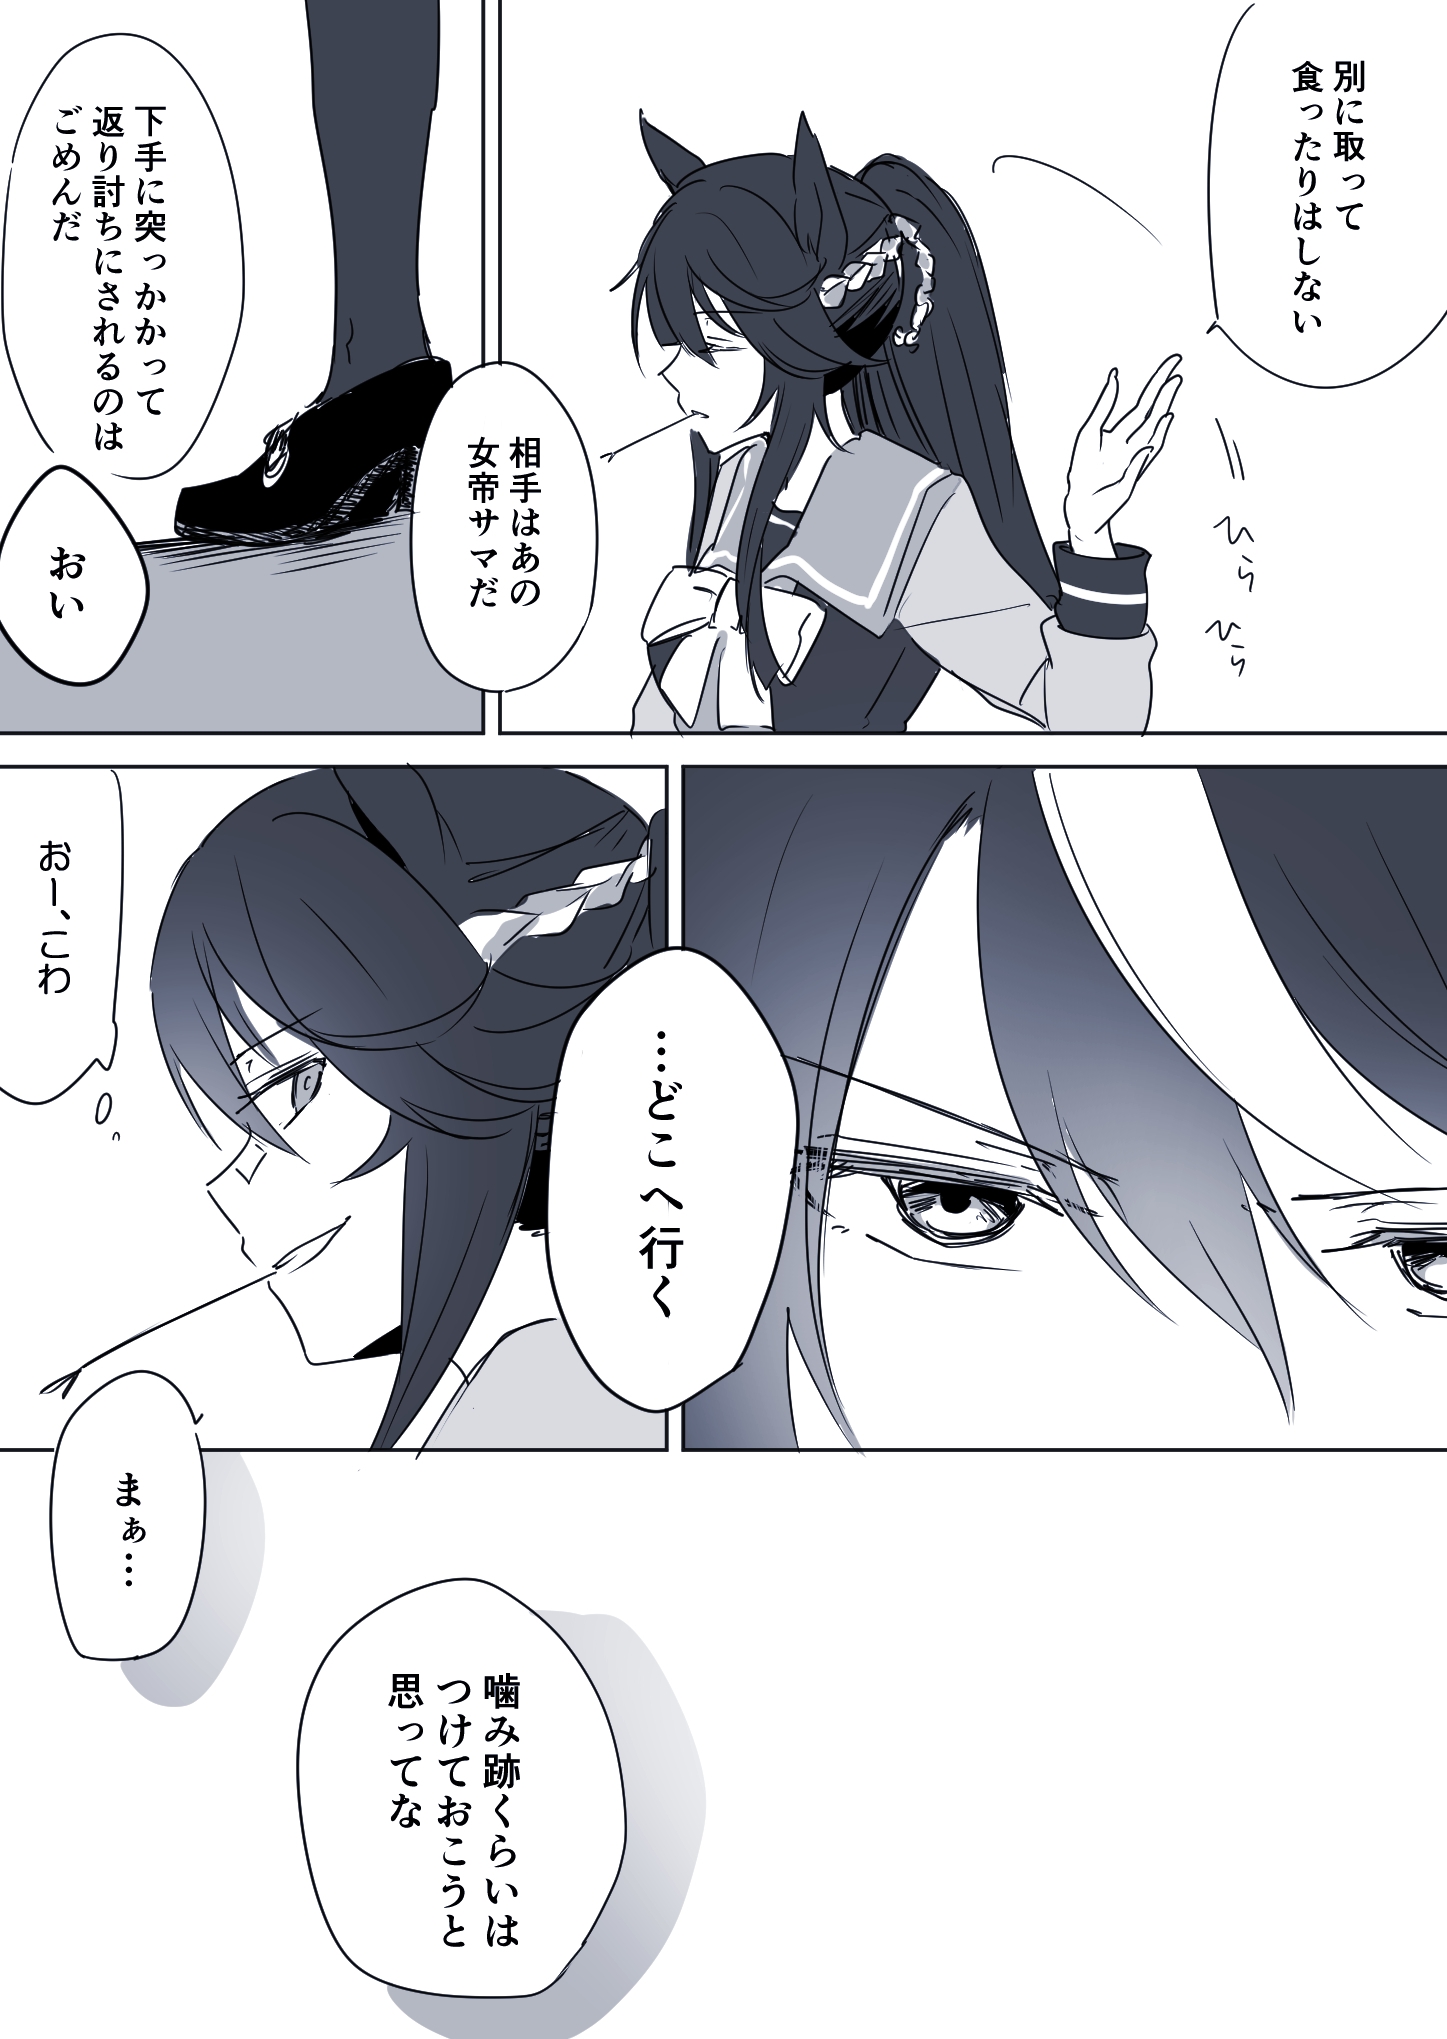 別に取って
食ったりはしない
ひら
ひら
相手はあの
女帝サマだ
下手に突っかかって
返り討ちにされるのは
ごめんだ
おい
…どこへ行く
おー、こわ
まぁ…
噛み跡くらいは
つけておこうと
思ってな